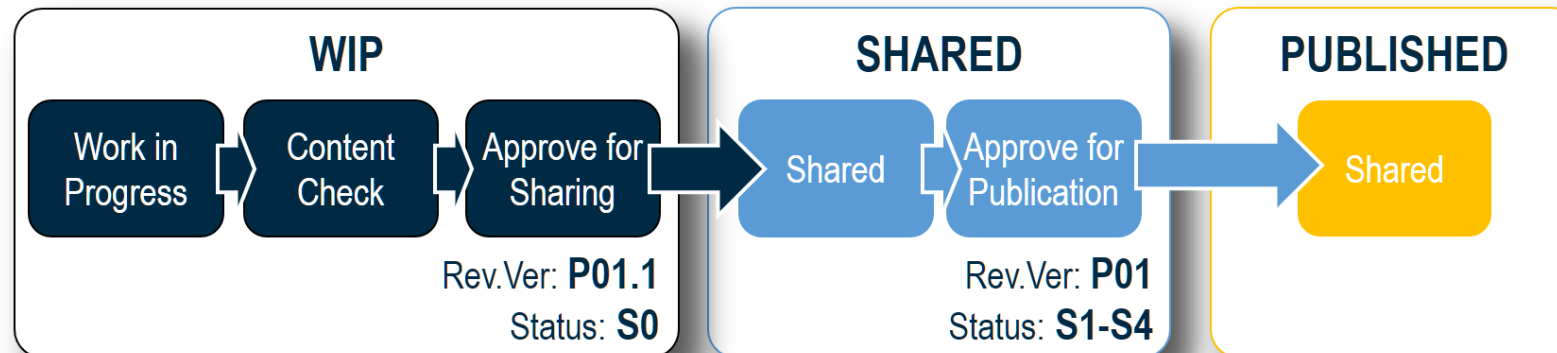 WIP
Work in
Progress
Content
Check
Approve for
Sharing
Rev.Ver: P01.1
Status: S0
SHARED
Shared
Approve for
Publication
Rev.Ver: P01
Status: S1-S4
PUBLISHED
Shared